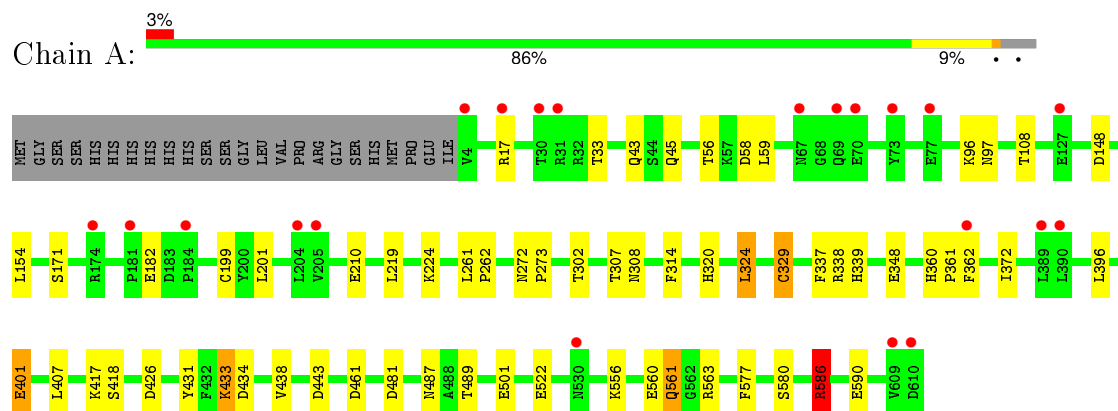 3%
Chain A:
86% 9% • •
MET GLY SER SER HIS HIS HIS HIS HIS HIS SER SER GLY LEU VAL PRO ARG GLY SER HIS MET PRO GLU ILE V4 R17 T30 R31 R32 T33 Q43 S44 Q45 T56 K57 D58 L59 N67 G68 Q69 E70 Y73 E77 K96 N97 T108 E127 D148
L154 S171 R174 P181 E182 D183 P184 C199 Y200 L201 L204 V205 E210 L219 K224 L261 P262 N272 P273 T302 T307 N308 F314 H320 L324 C329 F337 R338 H339 E348 H360 P361 F362 I372 L389 L390 L396
E401 L407 K417 S418 D426 Y431 F432 K433 D434 V438 D443 D461 D481 N487 A488 T489 E501 E522 N530 K556 E560 Q561 G562 R563 F577 S580 R586 E590 V609 D610